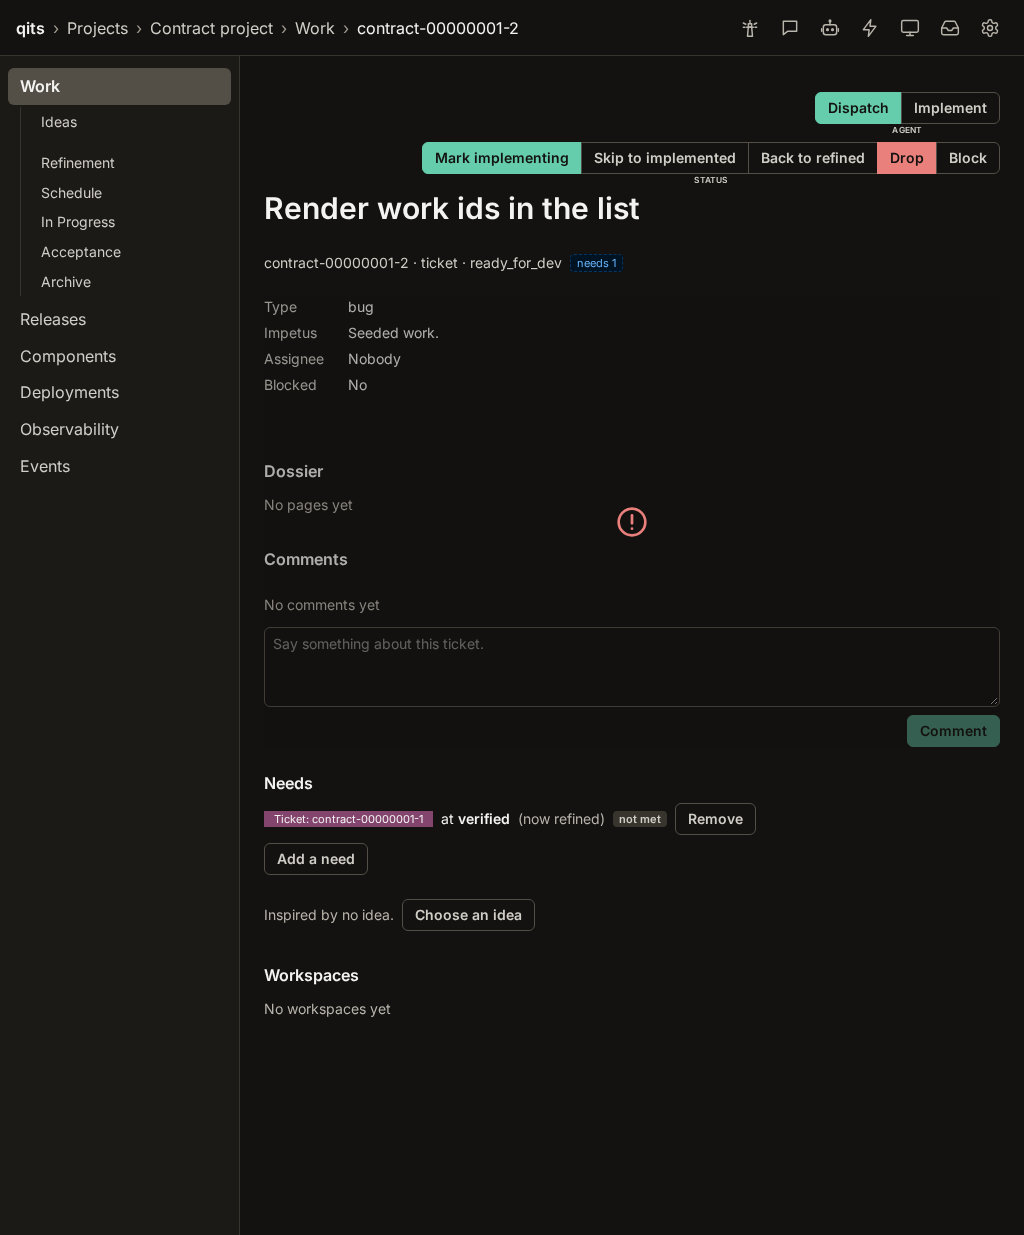 qits › Projects › Contract project › Work › contract-00000001-2
Work
Ideas
Refinement
Schedule
In Progress
Acceptance
Archive
Releases
Components
Deployments
Observability
Events
Dispatch Implement
AGENT
Mark implementing Skip to implemented Back to refined Drop Block
STATUS
Render work ids in the list
contract-00000001-2 · ticket · ready_for_dev needs 1
Type bug
Impetus Seeded work.
Assignee Nobody
Blocked No
Dossier
No pages yet
Comments
No comments yet
Say something about this ticket.
Comment
Needs
Ticket: contract-00000001-1 at verified (now refined) not met Remove
Add a need
Inspired by no idea. Choose an idea
Workspaces
No workspaces yet